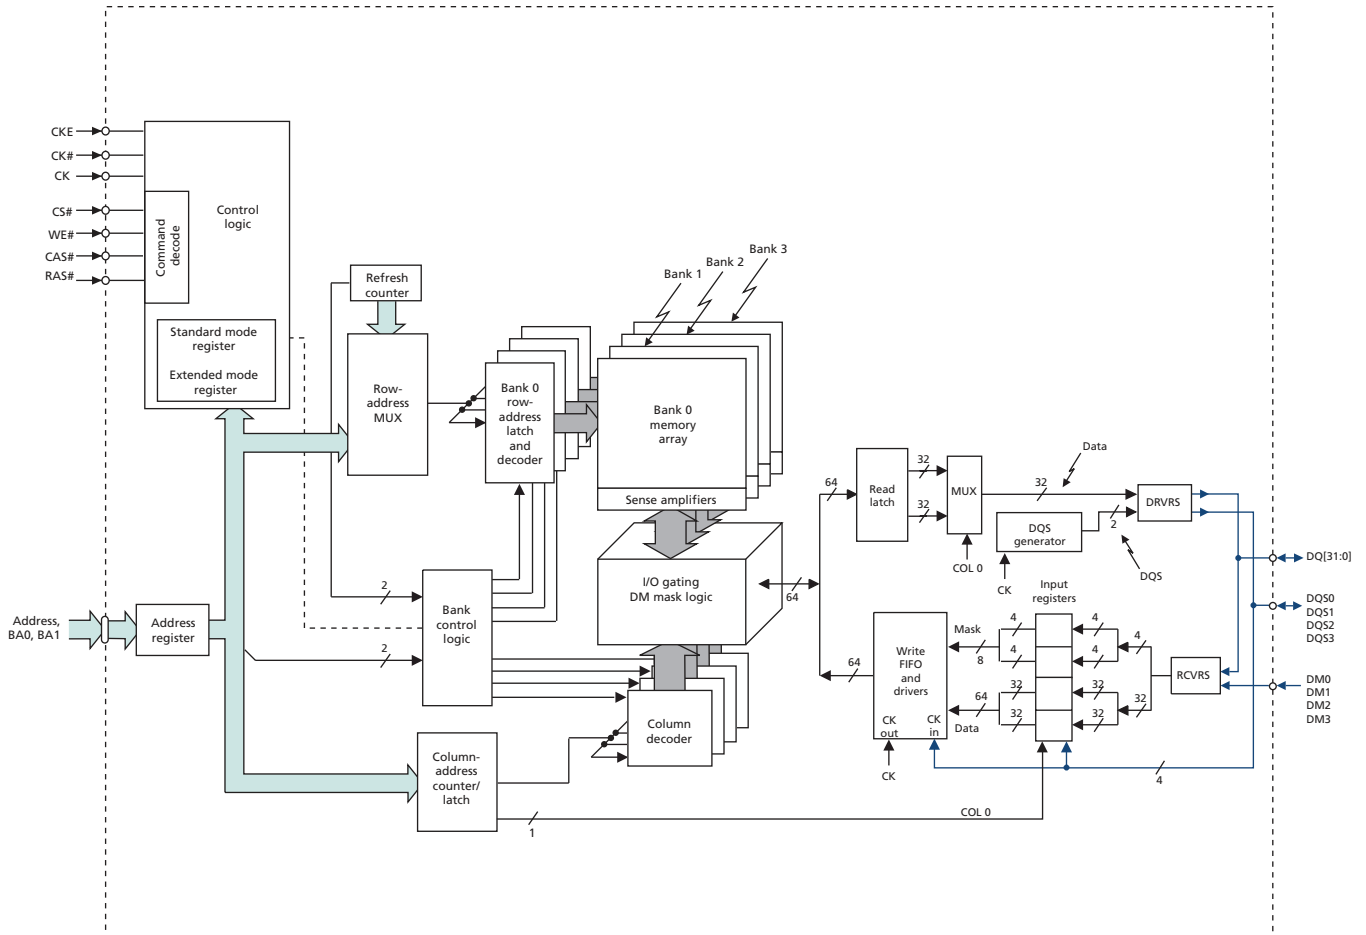 CKE
CK#
CK
CS#
WE#
CAS#
RAS#
Command
decode
Control
logic
Standard mode
register
Extended mode
register
Refresh
counter
Row-
address
MUX
Bank 0
row-
address
latch
and
decoder
Bank 1
Bank 2
Bank 3
Bank 0
memory
array
Sense amplifiers
I/O gating
DM mask logic
Address,
BA0, BA1
Address
register
2
2
Bank
control
logic
Column
decoder
Column-
address
counter/
latch
1
COL 0
64
64
64
Read
latch
32
32
MUX
COL 0
32
Data
DQS
generator
CK
2
DQS
DRVRS
DQ[31:0]
DQS0
DQS1
DQS2
DQS3
DM0
DM1
DM2
DM3
RCVRS
Input
registers
4
4
4
4
4
32
32
32
32
32
Mask
8
64
Data
Write
FIFO
and
drivers
CK
out
CK
in
CK
4